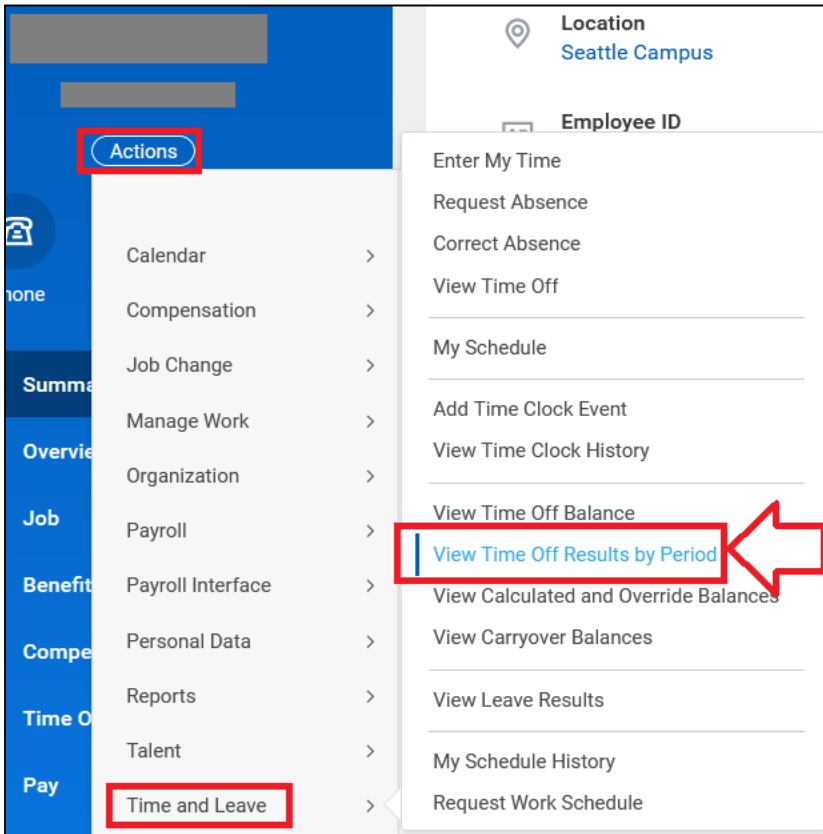 Location
Seattle Campus
Employee ID
Actions
hone
Summa
Overvie
Job
Benefit
Compe
Time O
Pay
Calendar
Compensation
Job Change
Manage Work
Organization
Payroll
Payroll Interface
Personal Data
Reports
Talent
Time and Leave
Enter My Time
Request Absence
Correct Absence
View Time Off
My Schedule
Add Time Clock Event
View Time Clock History
View Time Off Balance
View Time Off Results by Period
View Calculated and Override Balances
View Carryover Balances
View Leave Results
My Schedule History
Request Work Schedule